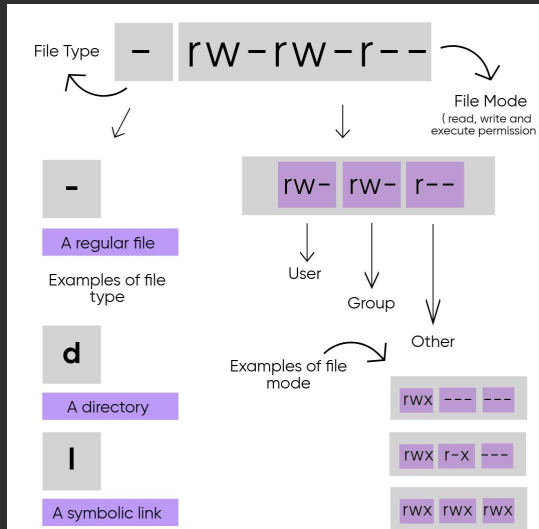 File Type
- rw-rw-r--
File Mode
( read, write and
execute permission
-
rw- rw- r--
A regular file
User
Examples of file
type
Group
Other
d
Examples of file
mode
A directory
rwx --- ---
l
rwx r-x ---
A symbolic link
rwx rwx rwx